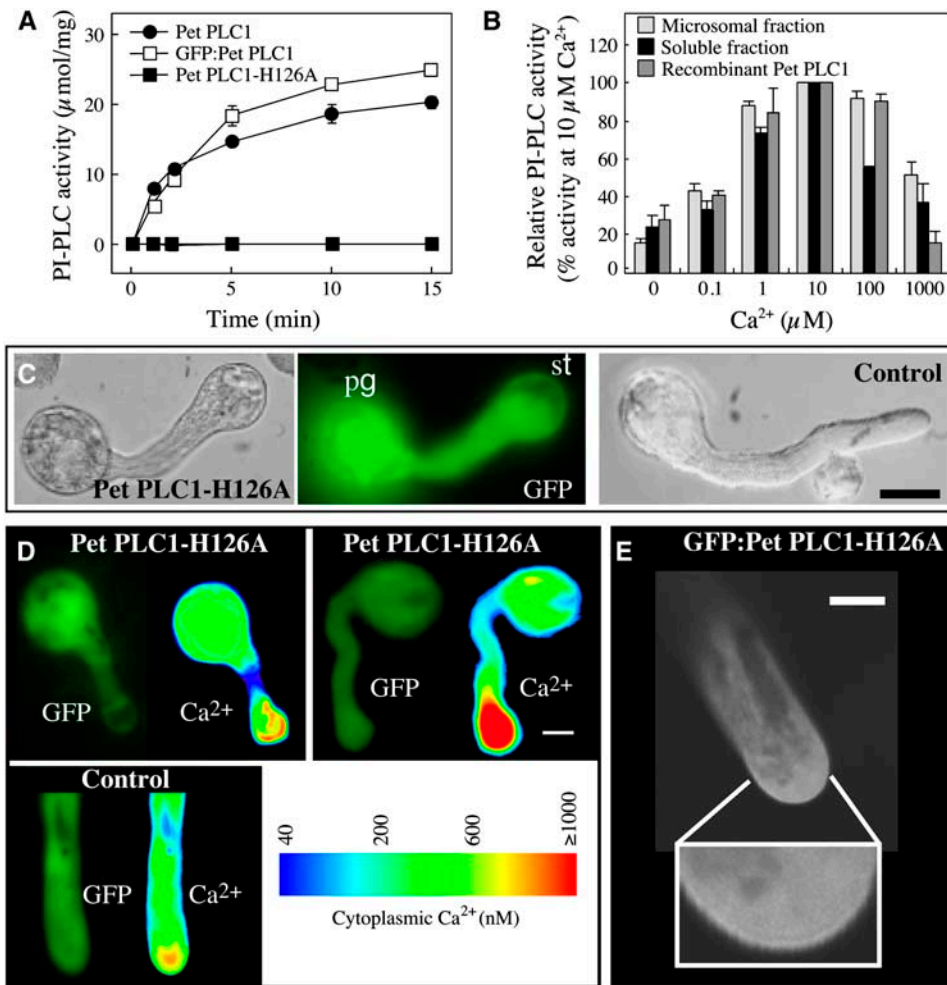 A
PI-PLC activity (μmol/mg)
30
20
10
0
Pet PLC1
GFP:Pet PLC1
Pet PLC1-H126A
0 5 10 15
Time (min)
B
Relative PI-PLC activity
(% activity at 10 μM Ca²⁺)
120
100
80
60
40
20
0
Microsomal fraction
Soluble fraction
Recombinant Pet PLC1
0 0.1 1 10 100 1000
Ca²⁺ (μM)
C
Pet PLC1-H126A
pg
st
GFP
Control
D
Pet PLC1-H126A
GFP
Ca²⁺
Pet PLC1-H126A
GFP
Ca²⁺
Control
GFP
Ca²⁺
40 200 600 ≥1000
Cytoplasmic Ca²⁺ (nM)
E
GFP:Pet PLC1-H126A